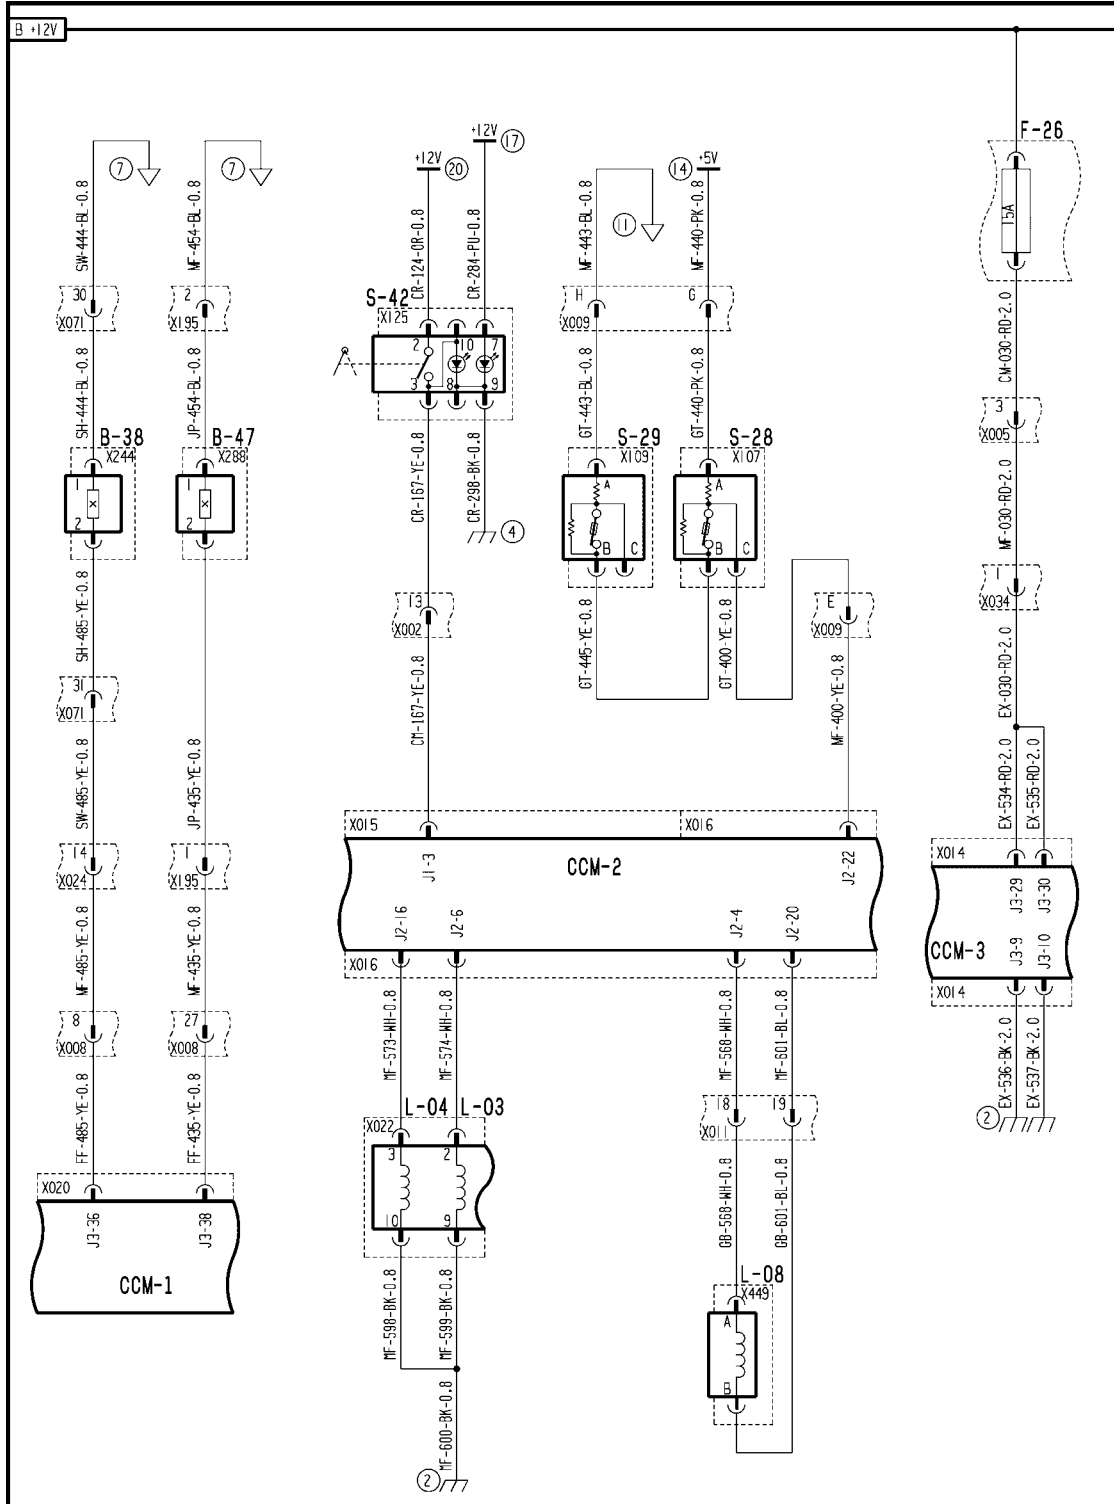 B +12V
F-26
15A
CM-030-RD-2.0
3
X005
MF-030-RD-2.0
1
X034
EX-030-RD-2.0
EX-534-RD-2.0
EX-535-RD-2.0
X014
J3-29
J3-30
CCM-3
J3-9
J3-10
X014
EX-536-BK-2.0
EX-537-BK-2.0
2
7
SW-444-BL-0.8
30
X071
SH-444-BL-0.8
B-38
X244
1
2
SH-485-YE-0.8
31
X071
SW-485-YE-0.8
14
X024
MF-485-YE-0.8
8
X008
FF-485-YE-0.8
7
MF-454-BL-0.8
2
X195
JP-454-BL-0.8
B-47
X288
1
2
JP-435-YE-0.8
1
X195
MF-435-YE-0.8
27
X008
FF-435-YE-0.8
X020
J3-36
J3-38
CCM-1
+12V
20
+12V
17
CR-124-OR-0.8
CR-284-PU-0.8
S-42
X125
2
10
7
3
8
9
CR-167-YE-0.8
CR-298-BK-0.8
4
13
X002
CM-167-YE-0.8
11
MF-443-BL-0.8
14
+5V
MF-440-PK-0.8
H
G
X009
GT-443-BL-0.8
GT-440-PK-0.8
S-29
X109
A
B
C
S-28
X107
A
B
C
GT-445-YE-0.8
GT-400-YE-0.8
E
X009
MF-400-YE-0.8
X015
X016
J1-3
J2-22
CCM-2
J2-16
J2-6
J2-4
J2-20
X016
MF-573-WH-0.8
MF-574-WH-0.8
L-04
L-03
X022
3
2
10
9
MF-598-BK-0.8
MF-599-BK-0.8
MF-600-BK-0.8
2
MF-568-WH-0.8
MF-601-BL-0.8
18
19
X011
GB-568-WH-0.8
GB-601-BL-0.8
L-08
X449
A
B